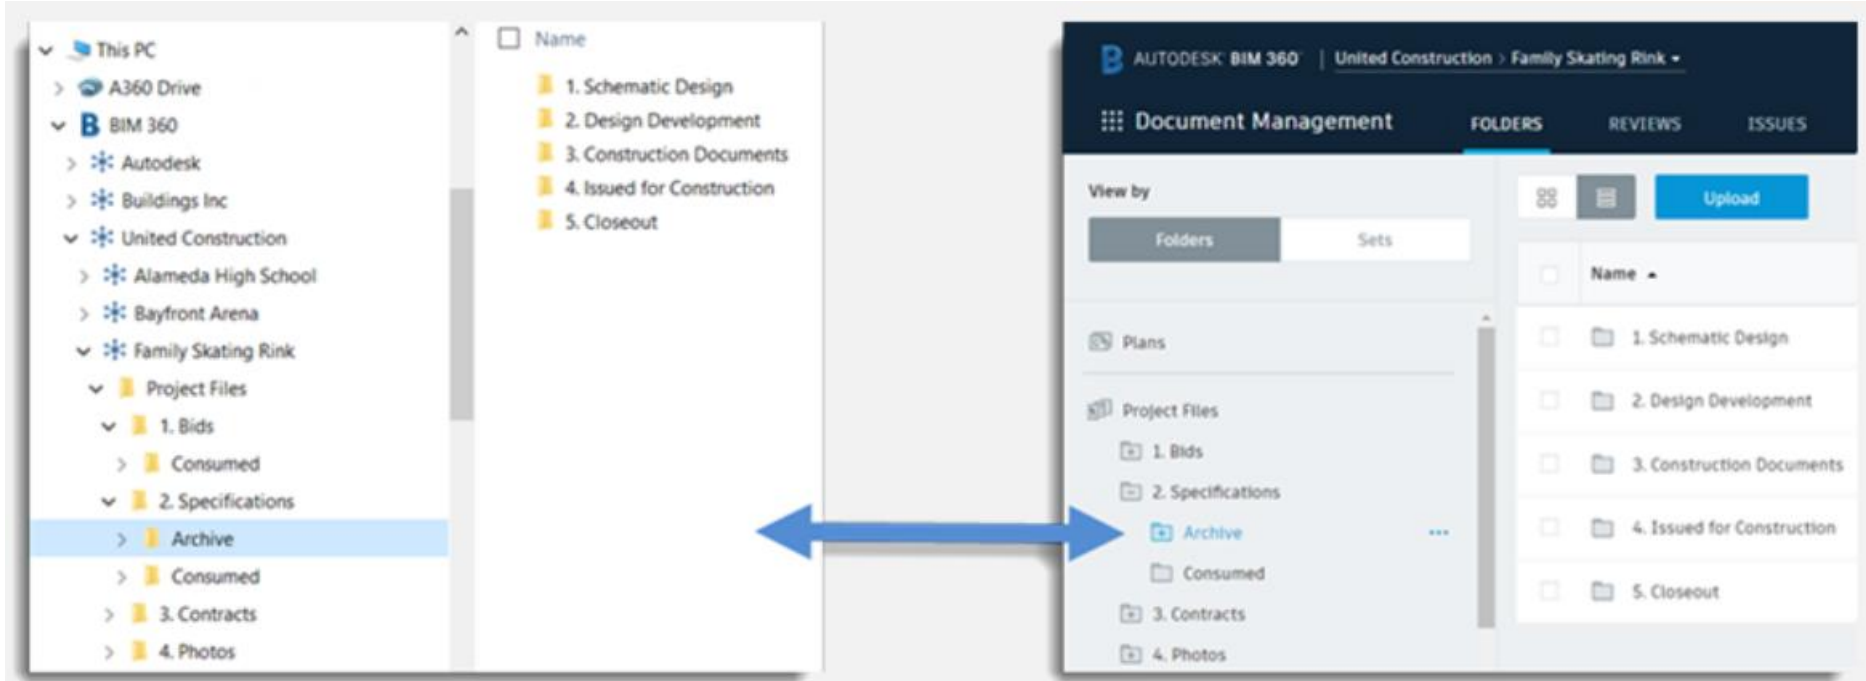 This PC
A360 Drive
BIM 360
Autodesk
Buildings Inc
United Construction
Alameda High School
Bayfront Arena
Family Skating Rink
Project Files
1. Bids
Consumed
2. Specifications
Archive
Consumed
3. Contracts
4. Photos
Name
1. Schematic Design
2. Design Development
3. Construction Documents
4. Issued for Construction
5. Closeout
AUTODESK BIM 360 | United Construction > Family Skating Rink
Document Management FOLDERS REVIEWS ISSUES
View by
Folders Sets
Plans
Project Files
1. Bids
2. Specifications
Archive
Consumed
3. Contracts
4. Photos
Upload
Name
1. Schematic Design
2. Design Development
3. Construction Documents
4. Issued for Construction
5. Closeout